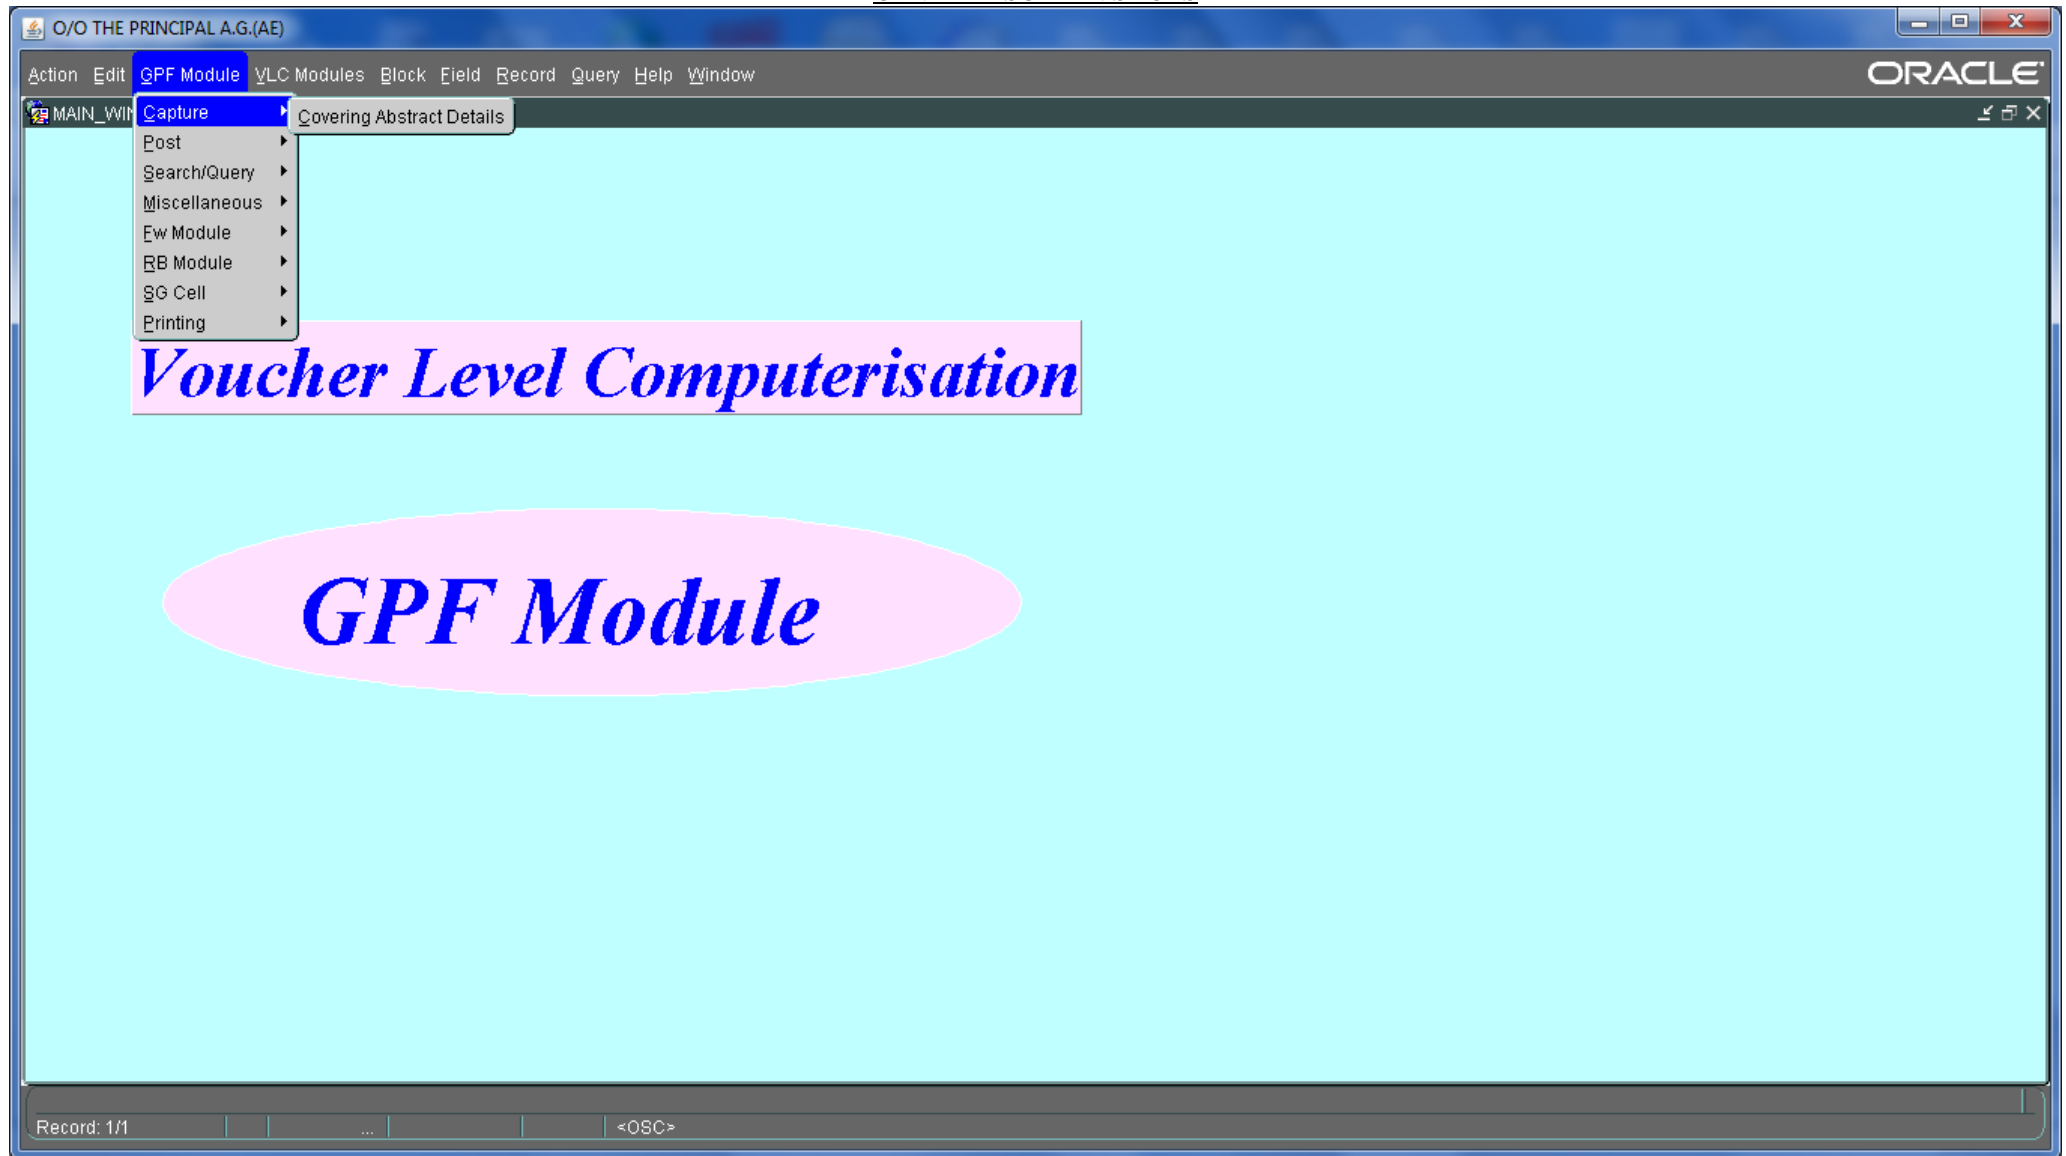 O/O THE PRINCIPAL A.G.(AE)
Action Edit GPF Module VLC Modules Block Field Record Query Help Window
ORACLE
MAIN_WIN
Capture
Covering Abstract Details
Post
Search/Query
Miscellaneous
Fw Module
RB Module
SG Cell
Printing
Voucher Level Computerisation
GPF Module
Record: 1/1 ... <OSC>